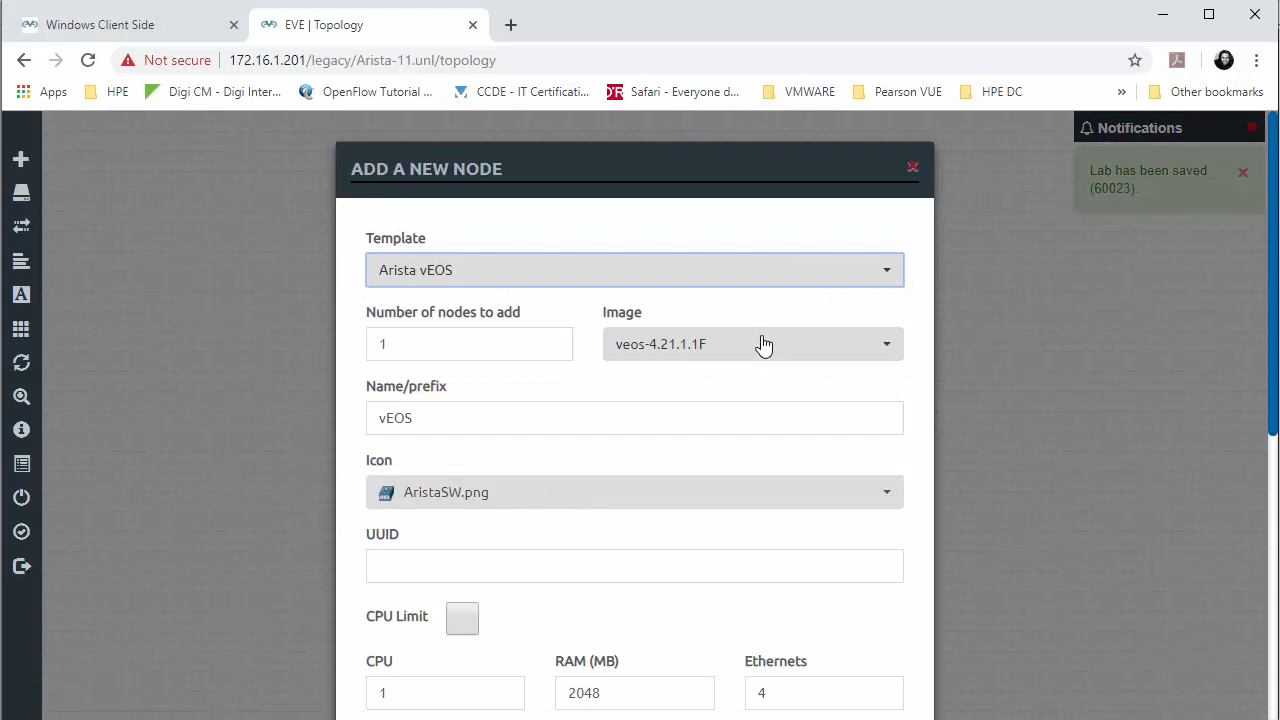 Windows Client Side
EVE | Topology
Not secure
172.16.1.201/legacy/Arista-11.unl/topology
Apps
HPE
Digi CM - Digi Inter...
OpenFlow Tutorial ...
CCDE - IT Certificati...
Safari - Everyone d...
VMWARE
Pearson VUE
HPE DC
»
Other bookmarks
Notifications
Lab has been saved
(60023).
ADD A NEW NODE
Template
Arista vEOS
Number of nodes to add
Image
1
veos-4.21.1.1F
Name/prefix
vEOS
Icon
AristaSW.png
UUID
CPU Limit
CPU
RAM (MB)
Ethernets
1
2048
4